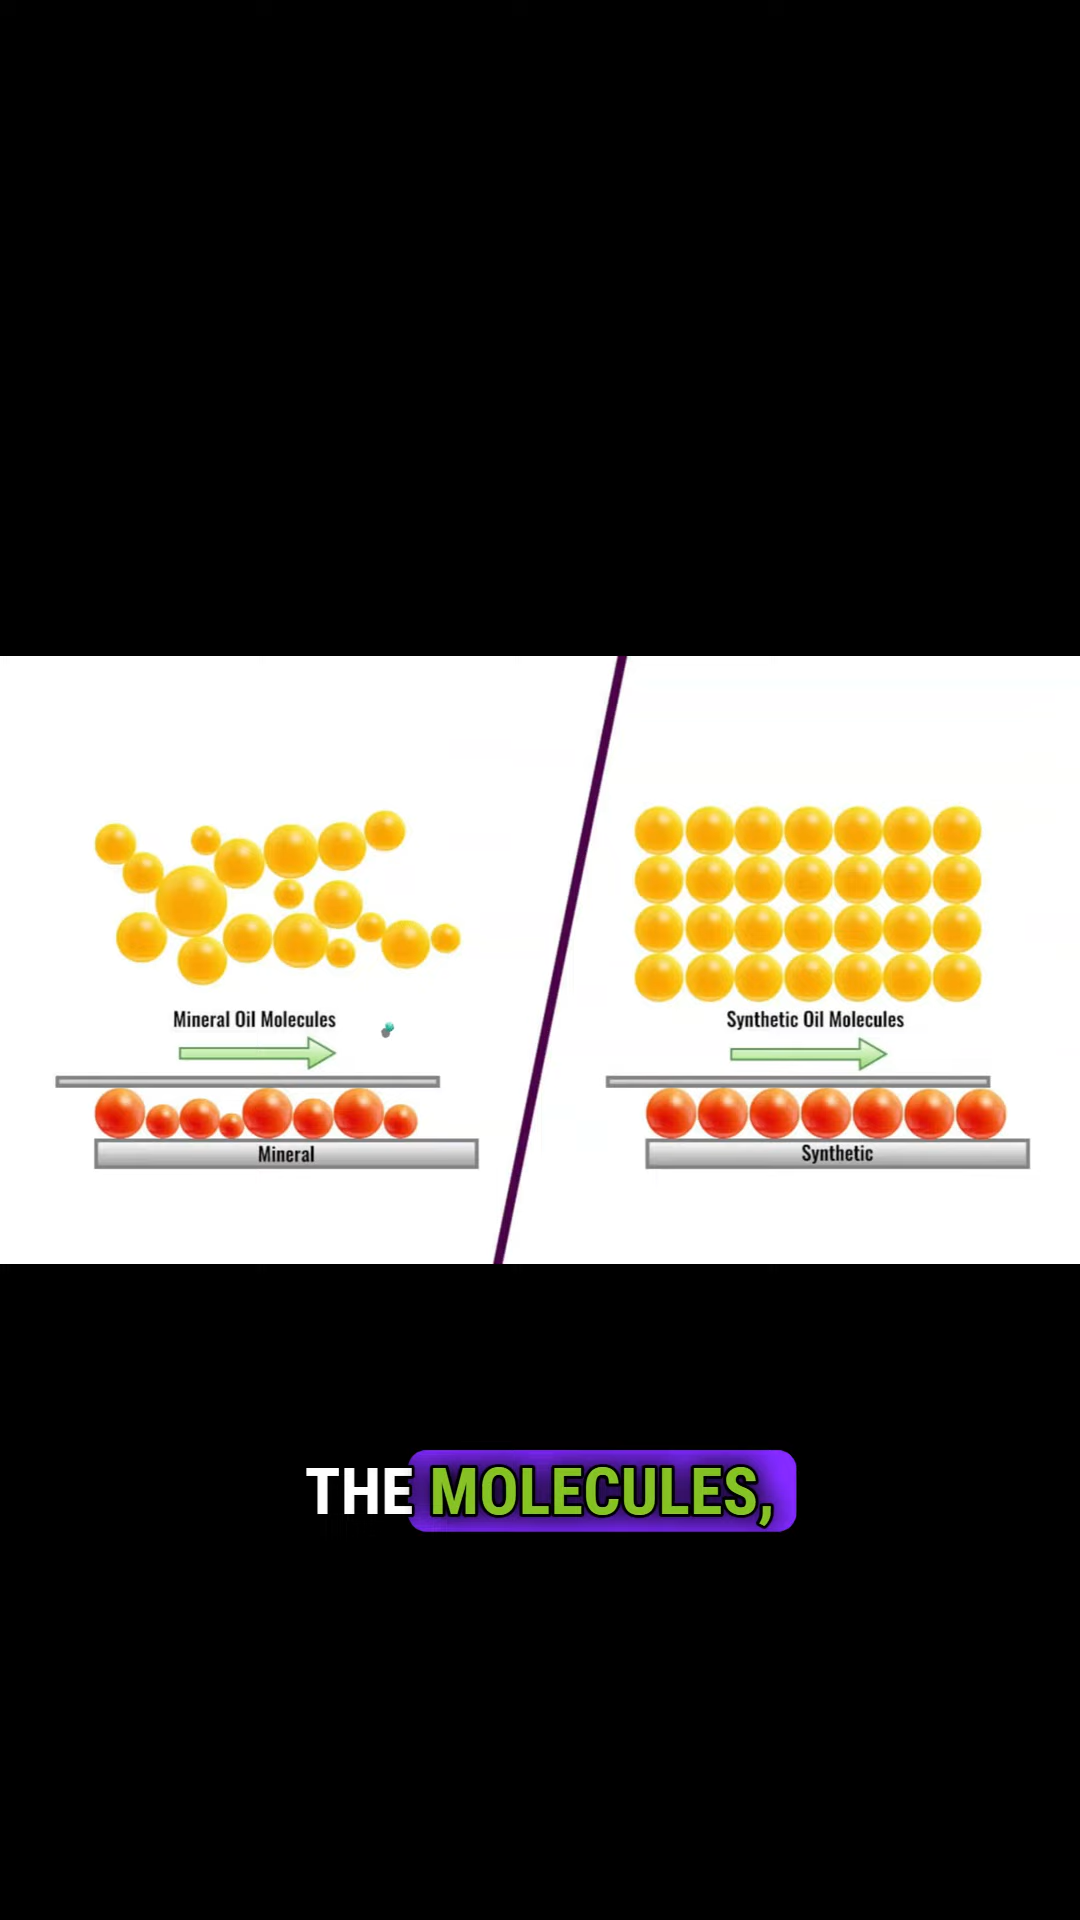 Mineral Oil Molecules
Mineral
Synthetic Oil Molecules
Synthetic
THE MOLECULES,